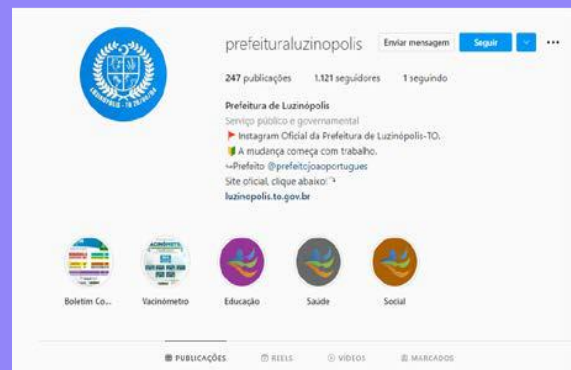 prefeituraluzinopolis Enviar mensagem Seguir
247 publicações 1.121 seguidores 1 seguindo
Prefeitura de Luzinópolis
Serviço público e governamental
🚩 Instagram Oficial da Prefeitura de Luzinópolis-TO.
🔰 A mudança começa com trabalho.
↪Prefeito @prefeitojoaoportugues
Site oficial, clique abaixo:
luzinopolis.to.gov.br
Boletim Co... Vacinômetro Educação Saúde Social
PUBLICAÇÕES REELS VÍDEOS MARCADOS